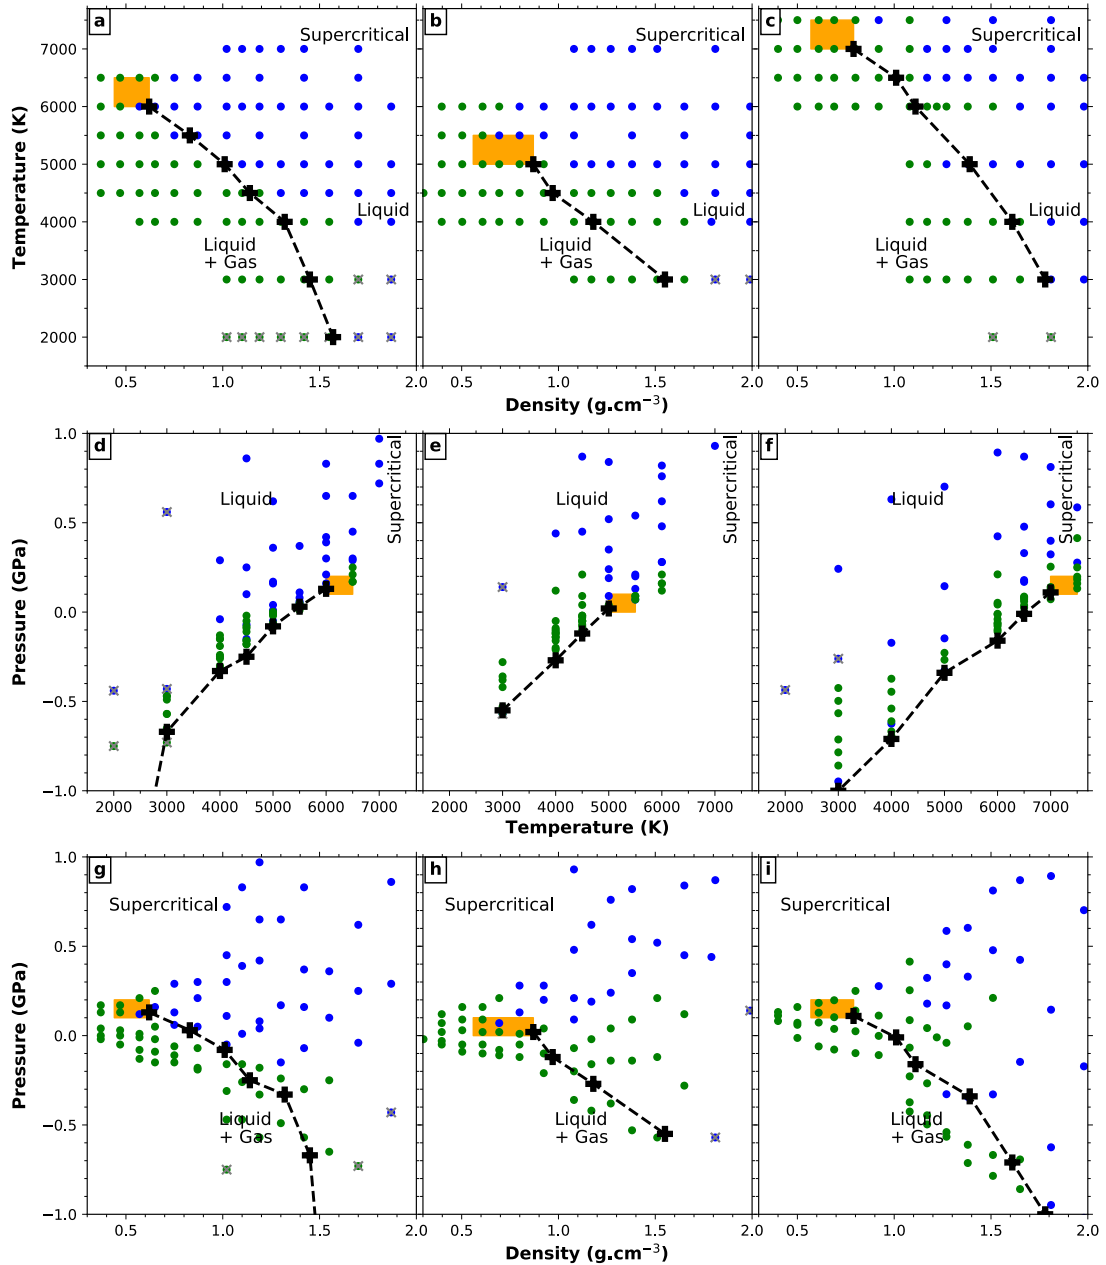 a
b
c
Supercritical
Supercritical
Supercritical
7000
6000
5000
4000
3000
2000
Temperature (K)
Liquid
Liquid
Liquid
Liquid
+ Gas
Liquid
+ Gas
Liquid
+ Gas
0.5
1.0
1.5
2.0
0.5
1.0
1.5
2.0
0.5
1.0
1.5
2.0
Density (g.cm⁻³)
d
e
f
1.0
0.5
0.0
−0.5
−1.0
Pressure (GPa)
Liquid
Supercritical
Liquid
Supercritical
Liquid
Supercritical
2000
3000
4000
5000
6000
7000
2000
3000
4000
5000
6000
7000
2000
3000
4000
5000
6000
7000
Temperature (K)
g
h
i
1.0
0.5
0.0
−0.5
−1.0
Pressure (GPa)
Supercritical
Supercritical
Supercritical
Liquid
+ Gas
Liquid
+ Gas
Liquid
+ Gas
0.5
1.0
1.5
2.0
0.5
1.0
1.5
2.0
0.5
1.0
1.5
2.0
Density (g.cm⁻³)